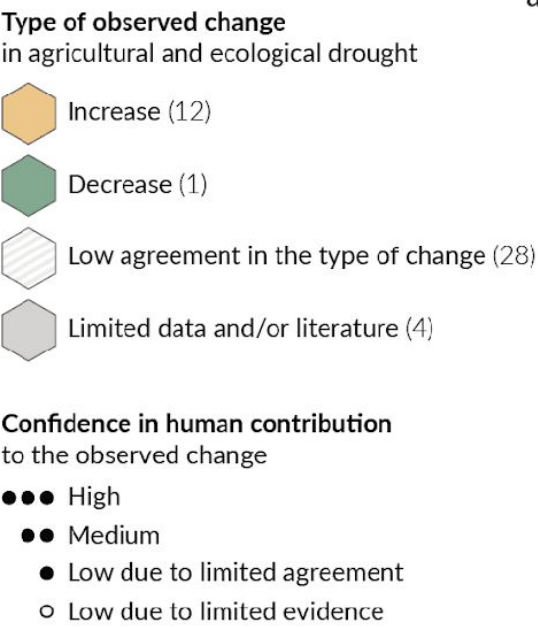 Type of observed change
in agricultural and ecological drought
Increase (12)
Decrease (1)
Low agreement in the type of change (28)
Limited data and/or literature (4)
Confidence in human contribution
to the observed change
●●● High
●● Medium
● Low due to limited agreement
○ Low due to limited evidence